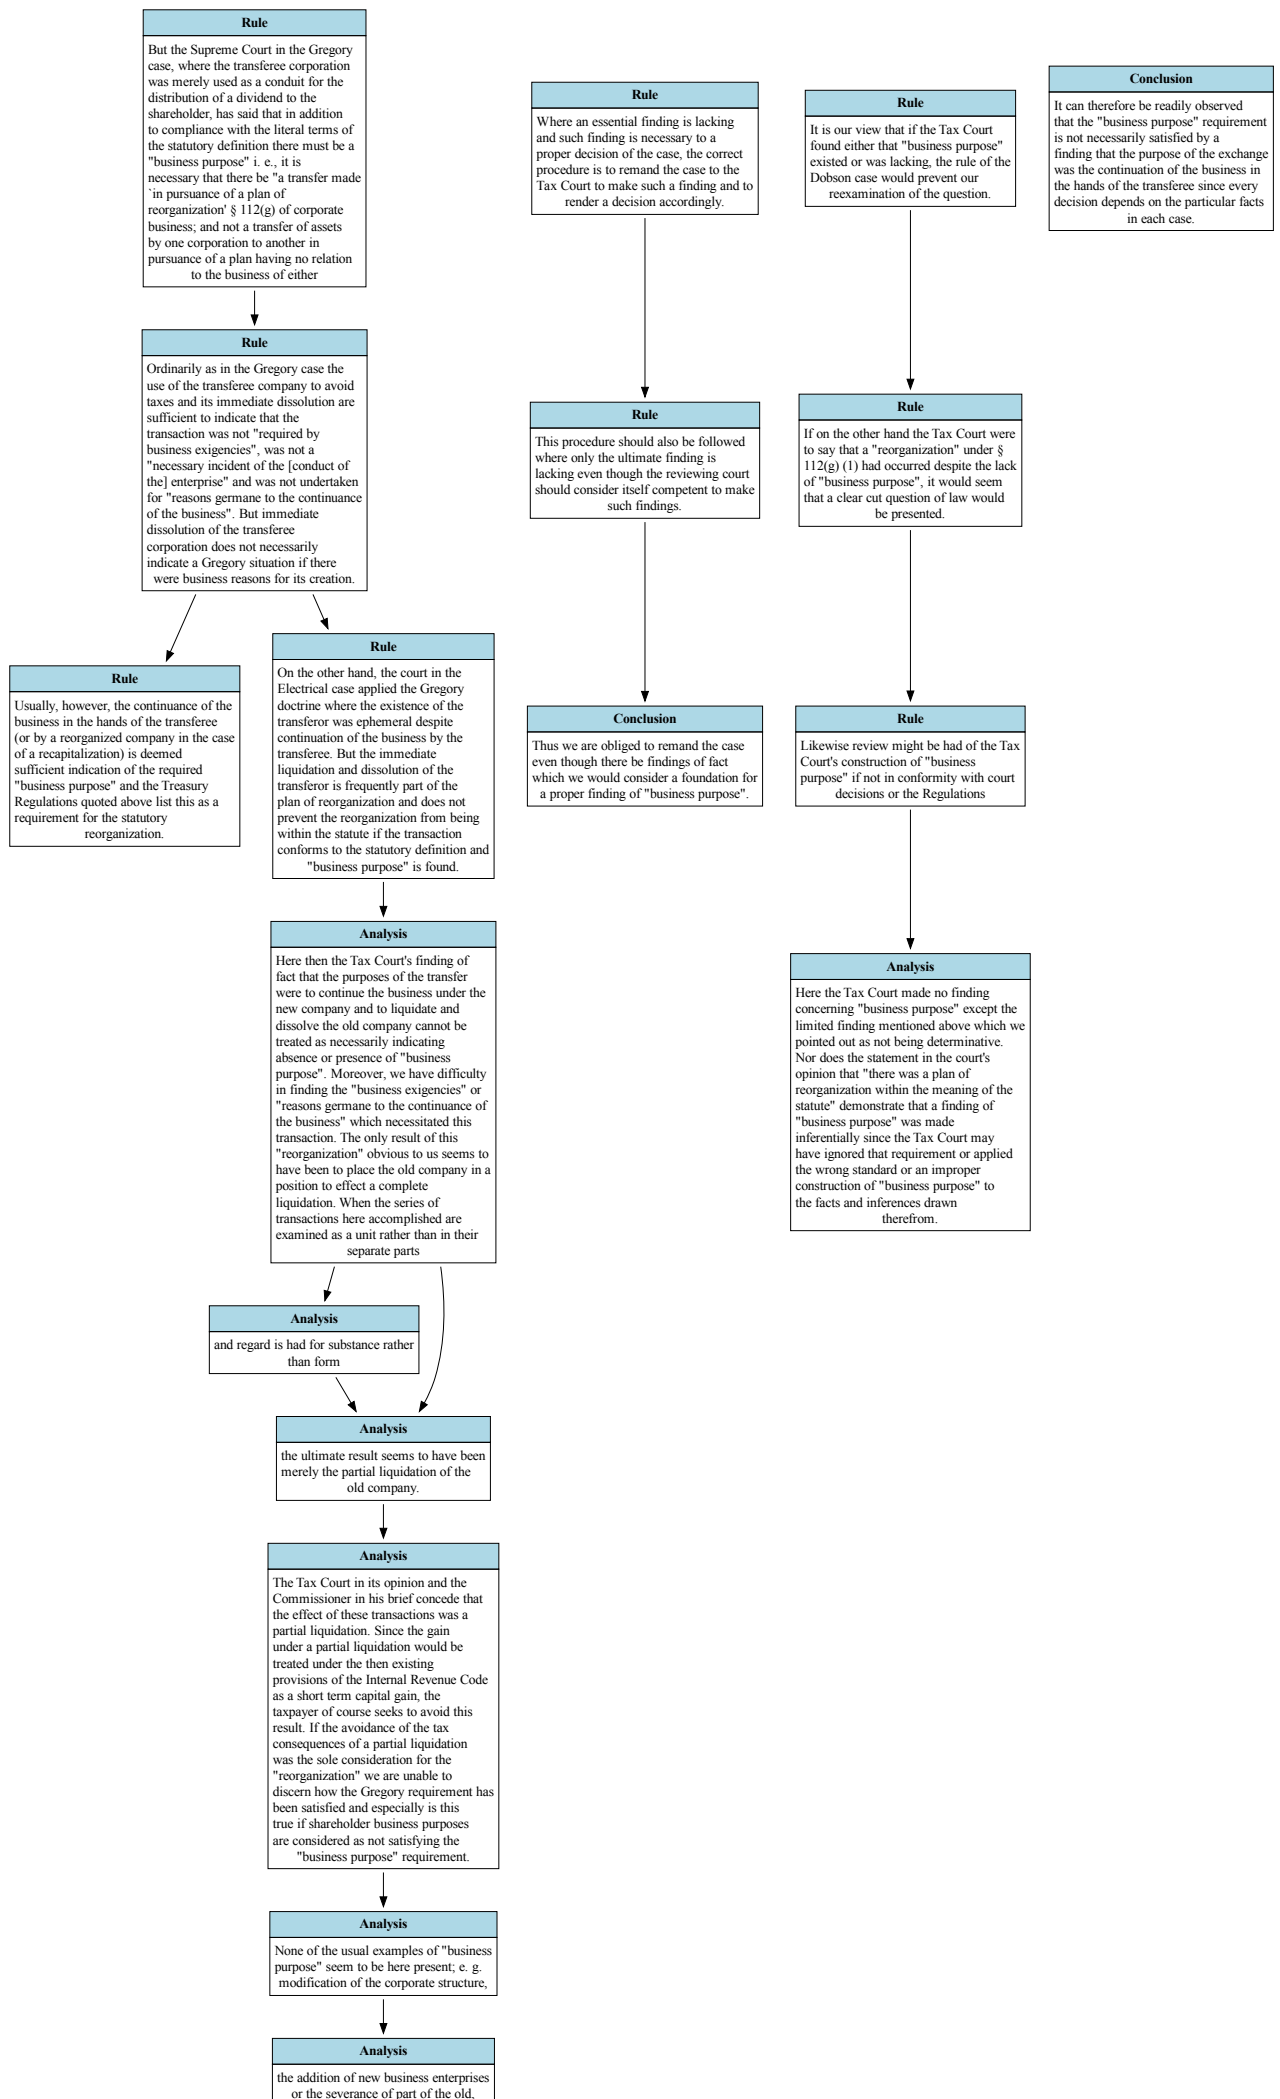 Rule
But the Supreme Court in the Gregory
case, where the transferee corporation
was merely used as a conduit for the
distribution of a dividend to the
shareholder, has said that in addition
to compliance with the literal terms of
the statutory definition there must be a
"business purpose" i. e., it is
necessary that there be "a transfer made
`in pursuance of a plan of
reorganization' § 112(g) of corporate
business; and not a transfer of assets
by one corporation to another in
pursuance of a plan having no relation
to the business of either
Rule
Ordinarily as in the Gregory case the
use of the transferee company to avoid
taxes and its immediate dissolution are
sufficient to indicate that the
transaction was not "required by
business exigencies", was not a
"necessary incident of the [conduct of
the] enterprise" and was not undertaken
for "reasons germane to the continuance
of the business". But immediate
dissolution of the transferee
corporation does not necessarily
indicate a Gregory situation if there
were business reasons for its creation.
Rule
Usually, however, the continuance of the
business in the hands of the transferee
(or by a reorganized company in the case
of a recapitalization) is deemed
sufficient indication of the required
"business purpose" and the Treasury
Regulations quoted above list this as a
requirement for the statutory
reorganization.
Rule
On the other hand, the court in the
Electrical case applied the Gregory
doctrine where the existence of the
transferor was ephemeral despite
continuation of the business by the
transferee. But the immediate
liquidation and dissolution of the
transferor is frequently part of the
plan of reorganization and does not
prevent the reorganization from being
within the statute if the transaction
conforms to the statutory definition and
"business purpose" is found.
Analysis
Here then the Tax Court's finding of
fact that the purposes of the transfer
were to continue the business under the
new company and to liquidate and
dissolve the old company cannot be
treated as necessarily indicating
absence or presence of "business
purpose". Moreover, we have difficulty
in finding the "business exigencies" or
"reasons germane to the continuance of
the business" which necessitated this
transaction. The only result of this
"reorganization" obvious to us seems to
have been to place the old company in a
position to effect a complete
liquidation. When the series of
transactions here accomplished are
examined as a unit rather than in their
separate parts
Analysis
and regard is had for substance rather
than form
Analysis
the ultimate result seems to have been
merely the partial liquidation of the
old company.
Analysis
The Tax Court in its opinion and the
Commissioner in his brief concede that
the effect of these transactions was a
partial liquidation. Since the gain
under a partial liquidation would be
treated under the then existing
provisions of the Internal Revenue Code
as a short term capital gain, the
taxpayer of course seeks to avoid this
result. If the avoidance of the tax
consequences of a partial liquidation
was the sole consideration for the
"reorganization" we are unable to
discern how the Gregory requirement has
been satisfied and especially is this
true if shareholder business purposes
are considered as not satisfying the
"business purpose" requirement.
Analysis
None of the usual examples of "business
purpose" seem to be here present; e. g.
modification of the corporate structure,
Analysis
the addition of new business enterprises
or the severance of part of the old,
Rule
Where an essential finding is lacking
and such finding is necessary to a
proper decision of the case, the correct
procedure is to remand the case to the
Tax Court to make such a finding and to
render a decision accordingly.
Rule
This procedure should also be followed
where only the ultimate finding is
lacking even though the reviewing court
should consider itself competent to make
such findings.
Conclusion
Thus we are obliged to remand the case
even though there be findings of fact
which we would consider a foundation for
a proper finding of "business purpose".
Rule
It is our view that if the Tax Court
found either that "business purpose"
existed or was lacking, the rule of the
Dobson case would prevent our
reexamination of the question.
Rule
If on the other hand the Tax Court were
to say that a "reorganization" under §
112(g) (1) had occurred despite the lack
of "business purpose", it would seem
that a clear cut question of law would
be presented.
Rule
Likewise review might be had of the Tax
Court's construction of "business
purpose" if not in conformity with court
decisions or the Regulations
Analysis
Here the Tax Court made no finding
concerning "business purpose" except the
limited finding mentioned above which we
pointed out as not being determinative.
Nor does the statement in the court's
opinion that "there was a plan of
reorganization within the meaning of the
statute" demonstrate that a finding of
"business purpose" was made
inferentially since the Tax Court may
have ignored that requirement or applied
the wrong standard or an improper
construction of "business purpose" to
the facts and inferences drawn
therefrom.
Conclusion
It can therefore be readily observed
that the "business purpose" requirement
is not necessarily satisfied by a
finding that the purpose of the exchange
was the continuation of the business in
the hands of the transferee since every
decision depends on the particular facts
in each case.